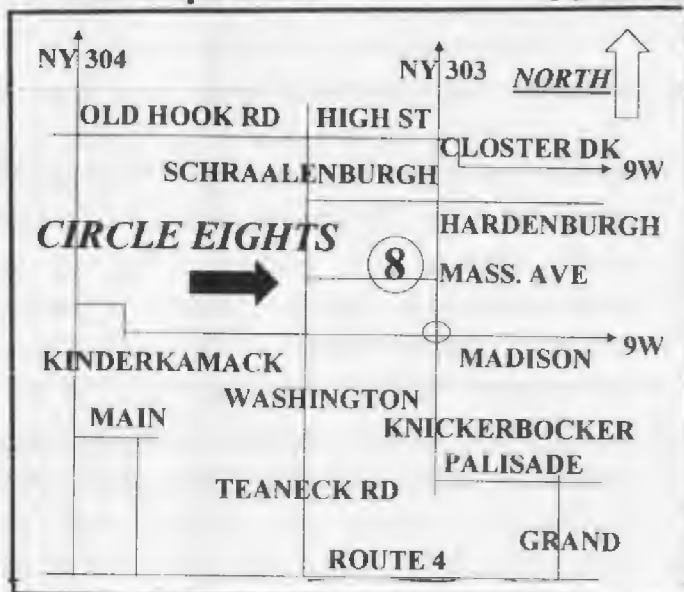 NY 304
NY 303 NORTH
OLD HOOK RD HIGH ST
CLOSTER DK
SCHRAALENBURGH 9W
CIRCLE EIGHTS HARDENBURGH
8 MASS. AVE
9W
KINDERKAMACK MADISON
WASHINGTON
MAIN KNICKERBOCKER
PALISADE
TEANECK RD
GRAND
ROUTE 4